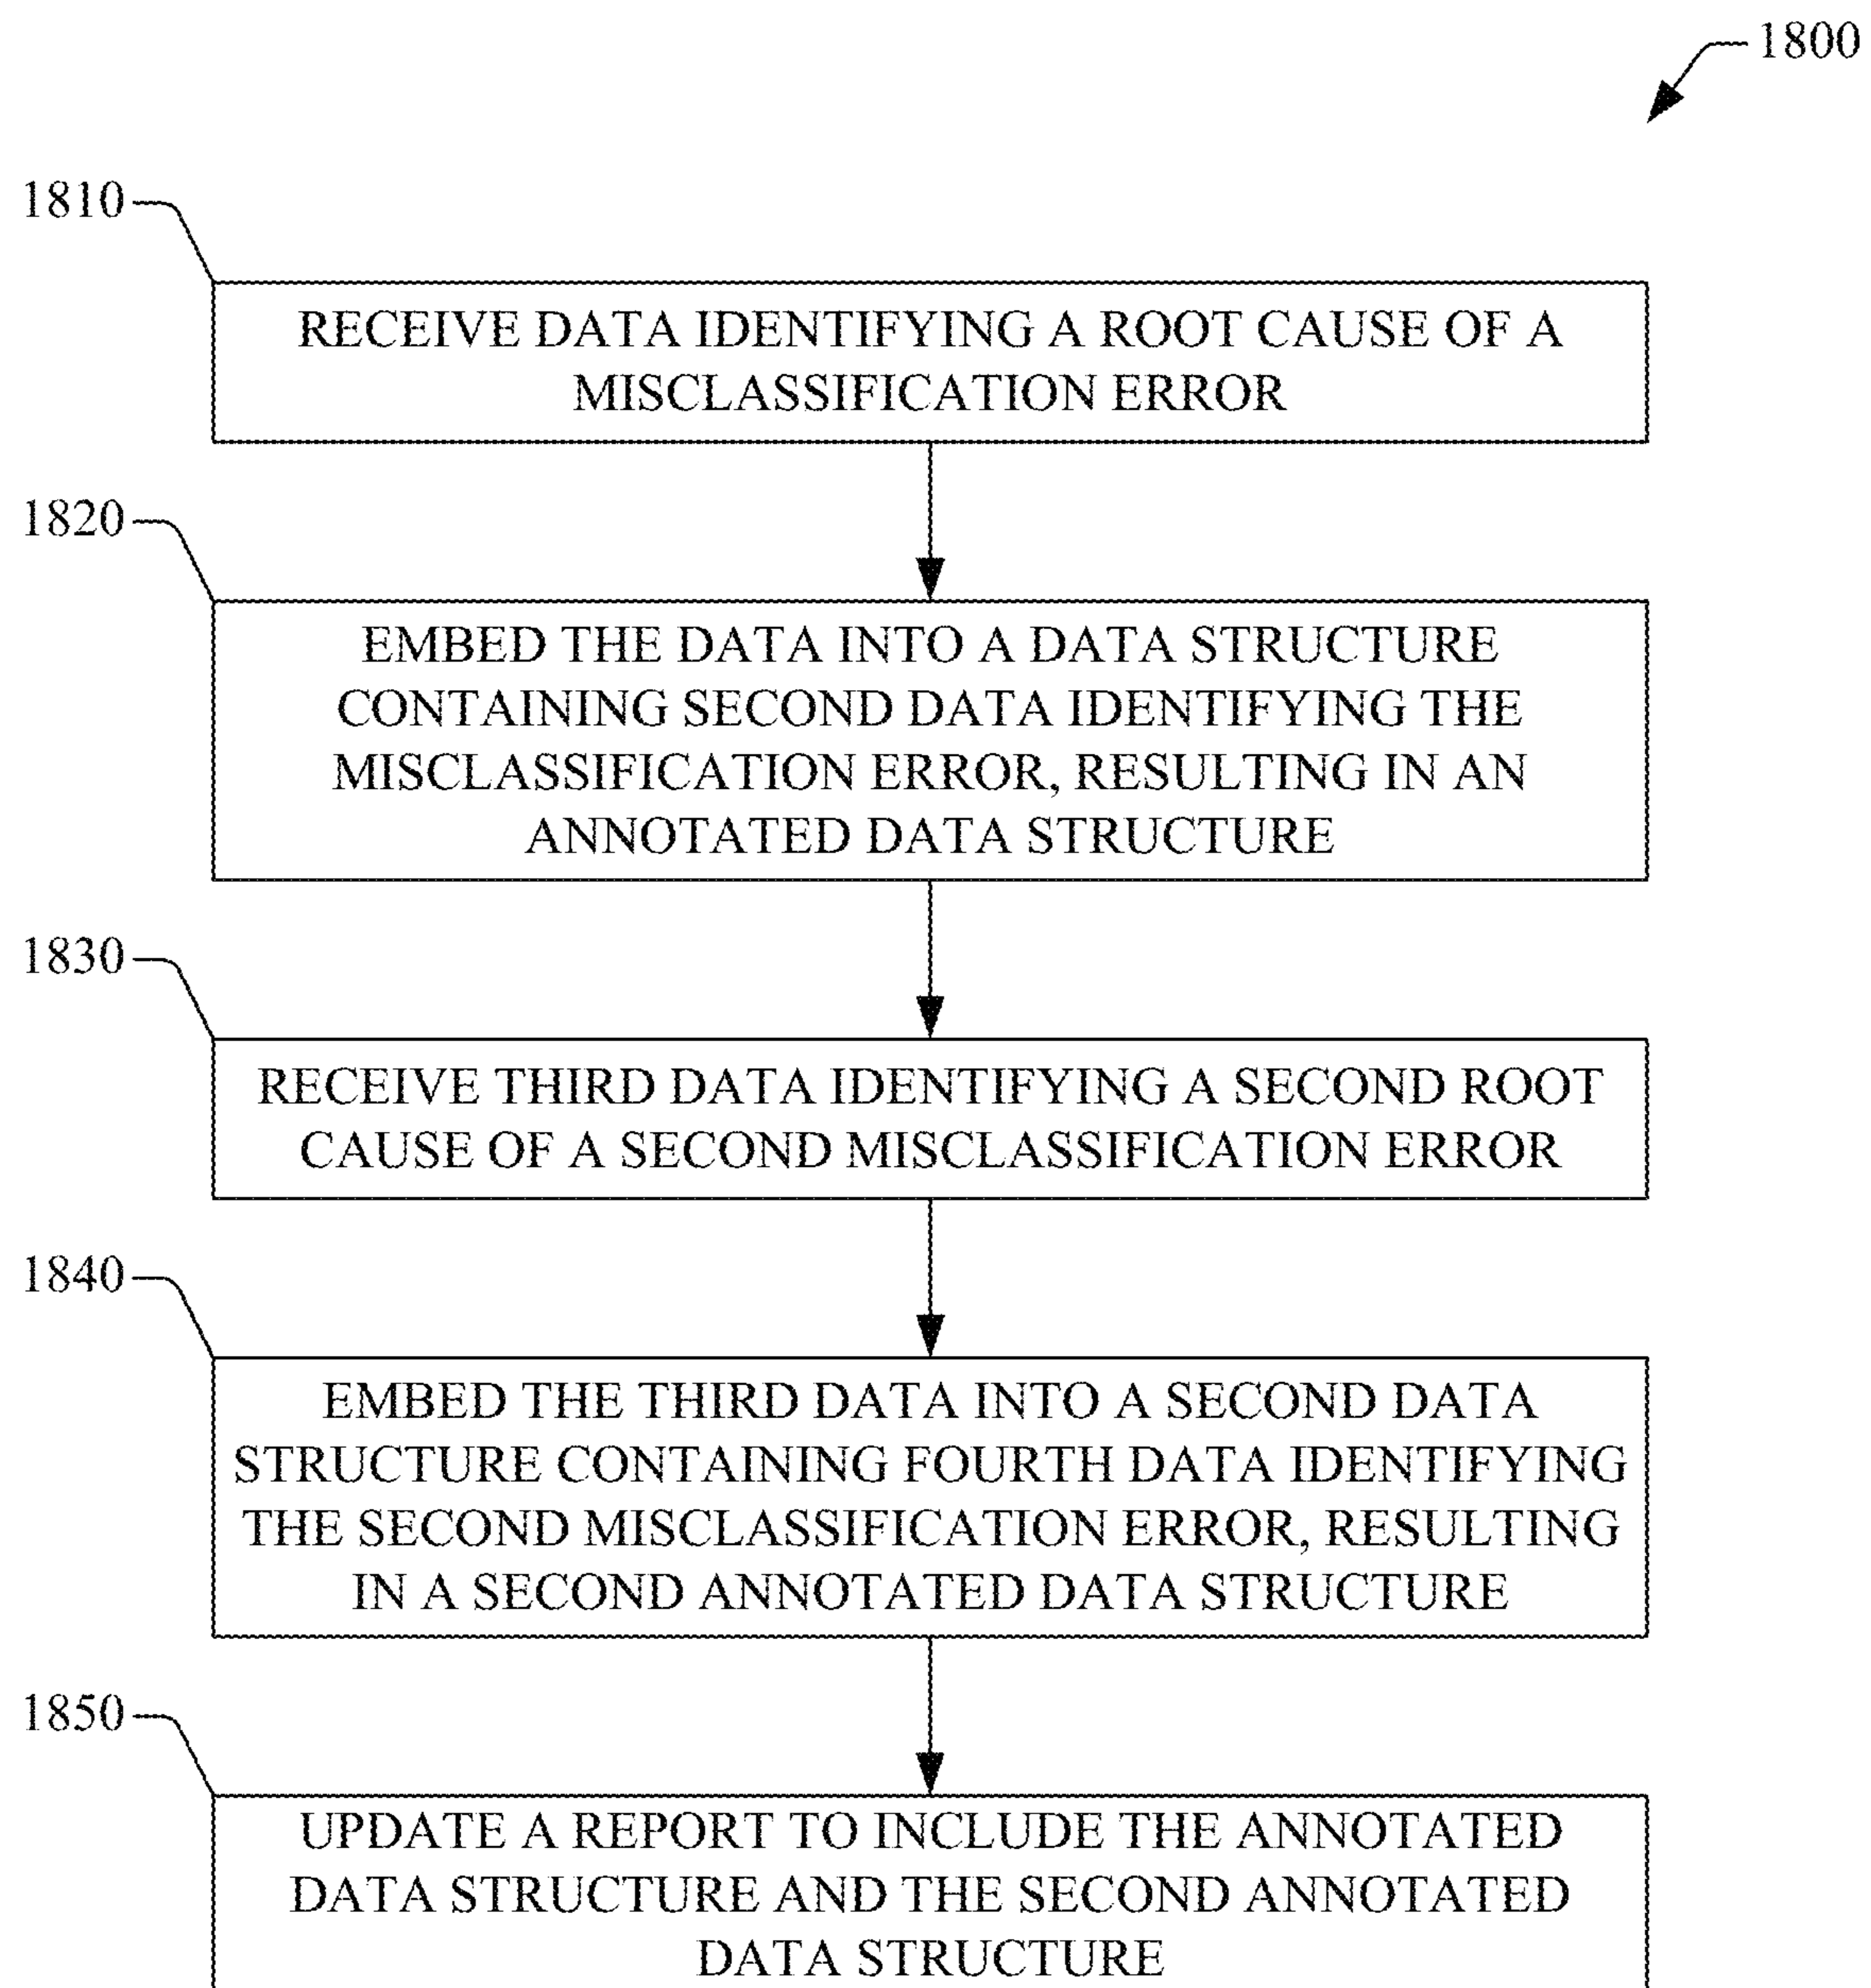 1800
1810
RECEIVE DATA IDENTIFYING A ROOT CAUSE OF A
MISCLASSIFICATION ERROR
1820
EMBED THE DATA INTO A DATA STRUCTURE
CONTAINING SECOND DATA IDENTIFYING THE
MISCLASSIFICATION ERROR, RESULTING IN AN
ANNOTATED DATA STRUCTURE
1830
RECEIVE THIRD DATA IDENTIFYING A SECOND ROOT
CAUSE OF A SECOND MISCLASSIFICATION ERROR
1840
EMBED THE THIRD DATA INTO A SECOND DATA
STRUCTURE CONTAINING FOURTH DATA IDENTIFYING
THE SECOND MISCLASSIFICATION ERROR, RESULTING
IN A SECOND ANNOTATED DATA STRUCTURE
1850
UPDATE A REPORT TO INCLUDE THE ANNOTATED
DATA STRUCTURE AND THE SECOND ANNOTATED
DATA STRUCTURE